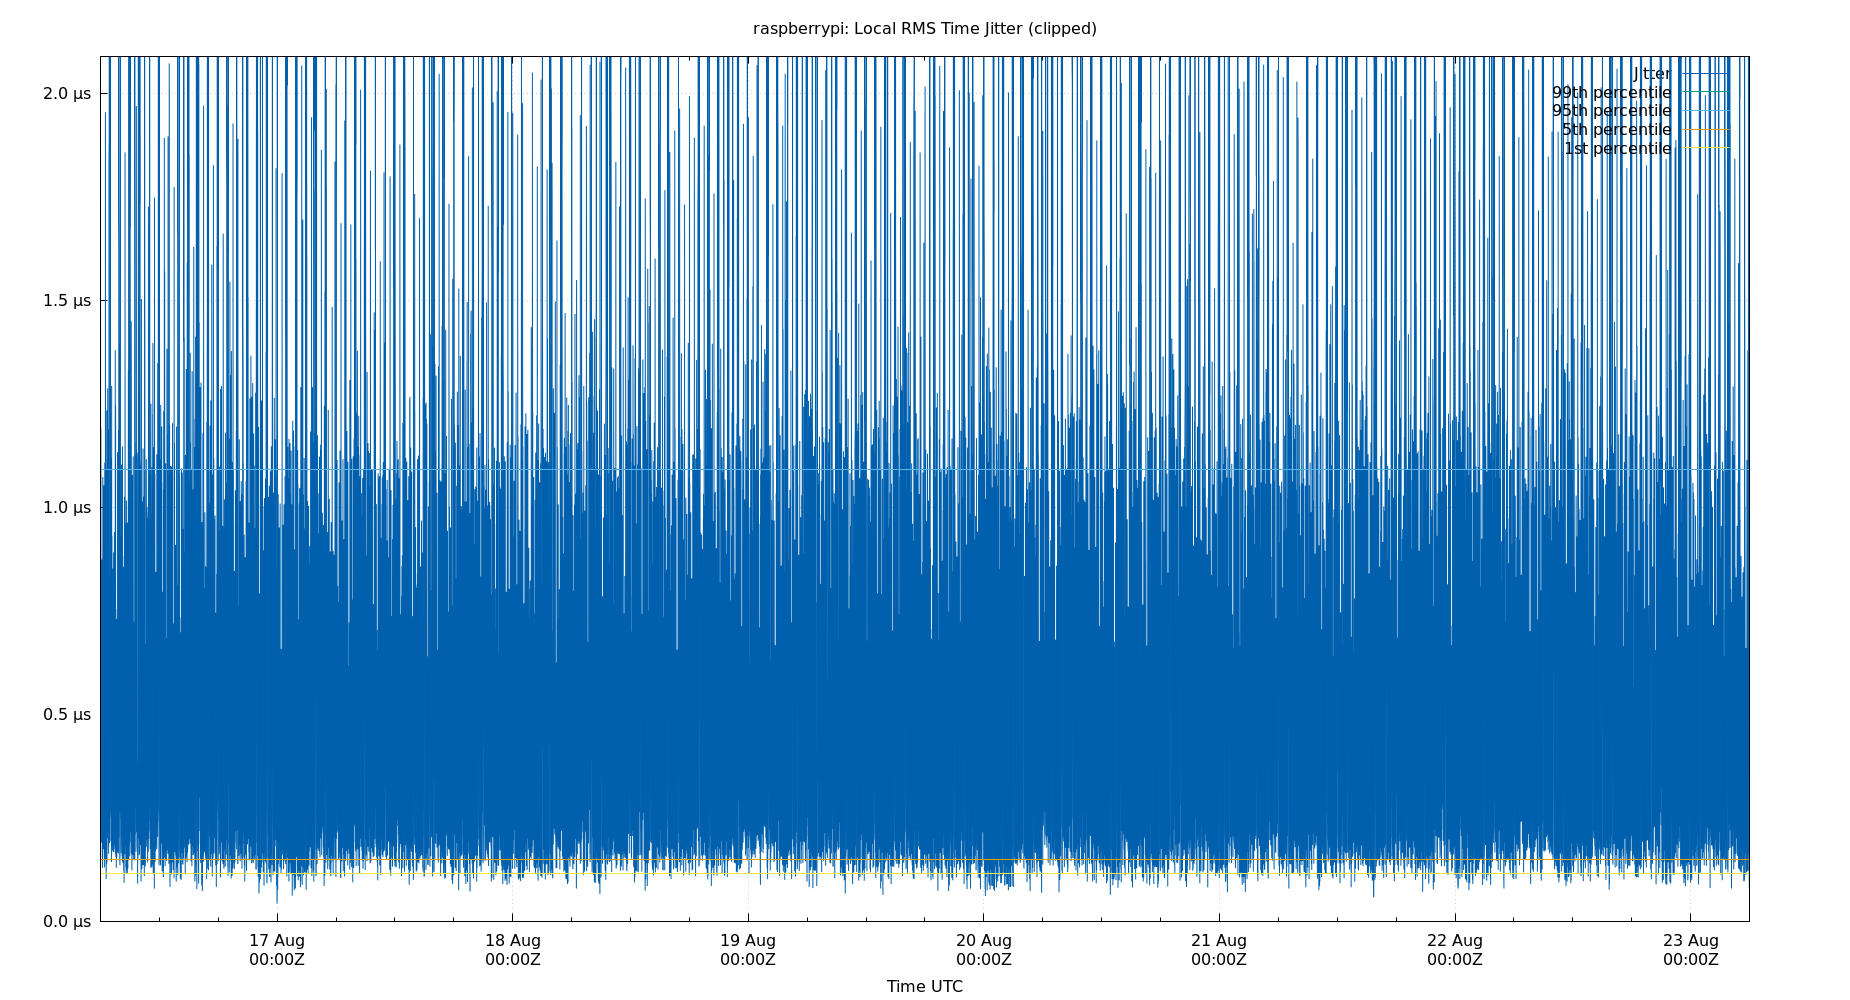 raspberrypi: Local RMS Time Jitter (clipped)
Jitter
99th percentile
95th percentile
5th percentile
1st percentile
2.0 µs
1.5 µs
1.0 µs
0.5 µs
0.0 µs
17 Aug 18 Aug 19 Aug 20 Aug 21 Aug 22 Aug 23 Aug
00:00Z 00:00Z 00:00Z 00:00Z 00:00Z 00:00Z 00:00Z
Time UTC